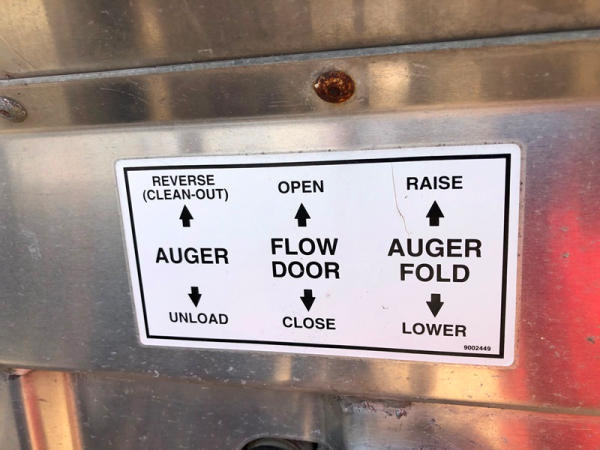 REVERSE
(CLEAN-OUT)
AUGER
UNLOAD
OPEN
FLOW
DOOR
CLOSE
RAISE
AUGER
FOLD
LOWER
9002449